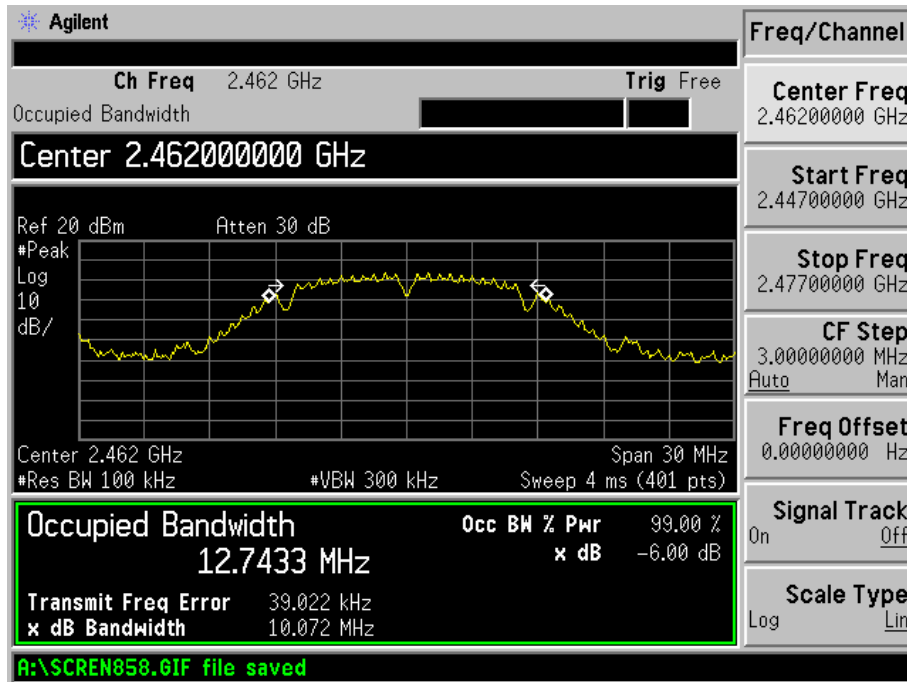 Agilent
Ch Freq 2.462 GHz Trig Free
Occupied Bandwidth
Center 2.462000000 GHz
Ref 20 dBm Atten 30 dB
#Peak
Log
10
dB/
Center 2.462 GHz Span 30 MHz
#Res BW 100 kHz #VBW 300 kHz Sweep 4 ms (401 pts)
Occupied Bandwidth Occ BW % Pwr 99.00 %
12.7433 MHz x dB -6.00 dB
Transmit Freq Error 39.022 kHz
x dB Bandwidth 10.072 MHz
A:\SCREN858.GIF file saved
Freq/Channel
Center Freq
2.46200000 GHz
Start Freq
2.44700000 GHz
Stop Freq
2.47700000 GHz
CF Step
3.00000000 MHz
Auto Man
Freq Offset
0.00000000 Hz
Signal Track
On Off
Scale Type
Log Lin